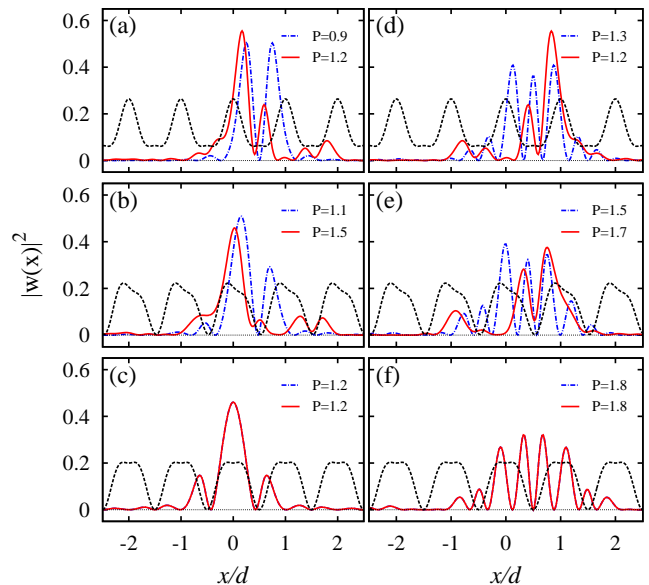 (a)
P=0.9
P=1.2
0.6
0.4
0.2
0
(d)
P=1.3
P=1.2
(b)
P=1.1
P=1.5
0.6
0.4
0.2
0
|w(x)|²
(e)
P=1.5
P=1.7
(c)
P=1.2
P=1.2
0.6
0.4
0.2
0
-2 -1 0 1 2
x/d
(f)
P=1.8
P=1.8
-2 -1 0 1 2
x/d